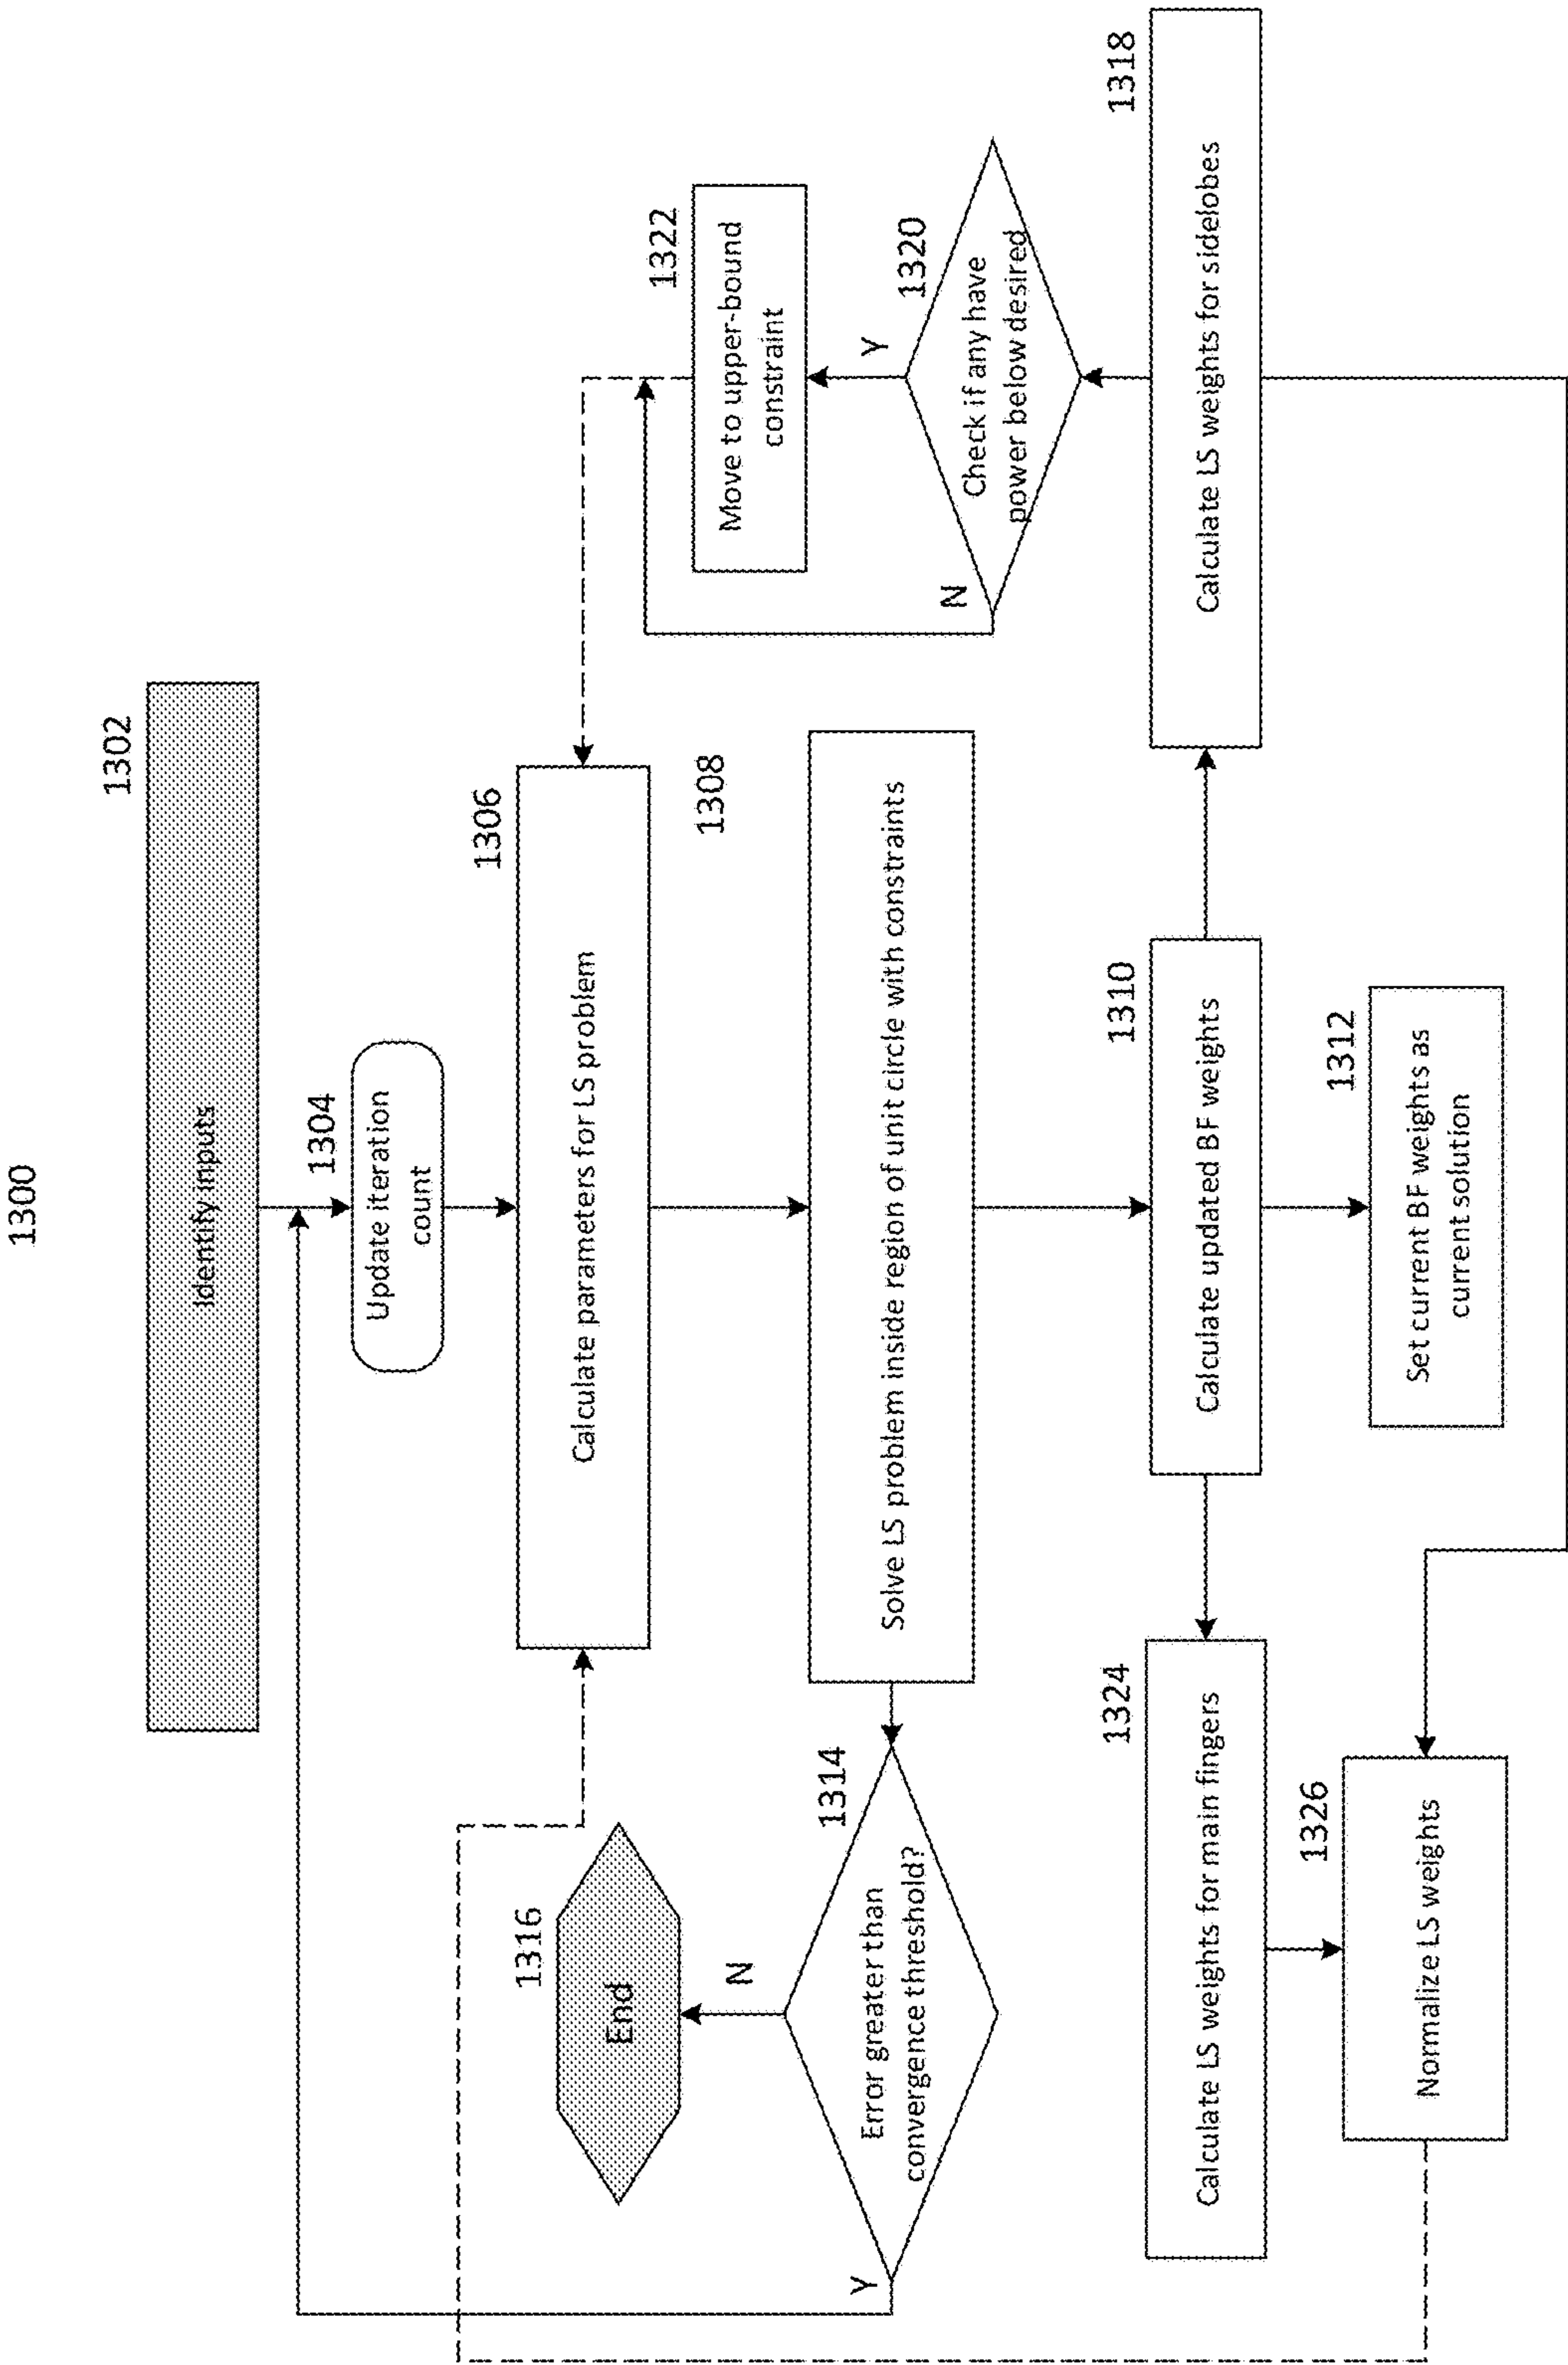 1300
1302
Identify inputs
1304
Update iteration
count
1306
Calculate parameters for LS problem
1308
Solve LS problem inside region of unit circle with constraints
1314
Error greater than
convergence threshold?
Y
N
1316
End
1310
Calculate updated BF weights
1312
Set current BF weights as
current solution
1318
Calculate LS weights for sidelobes
1320
Check if any have
power below desired
Y
N
1322
Move to upper-bound
constraint
1324
Calculate LS weights for main fingers
1326
Normalize LS weights